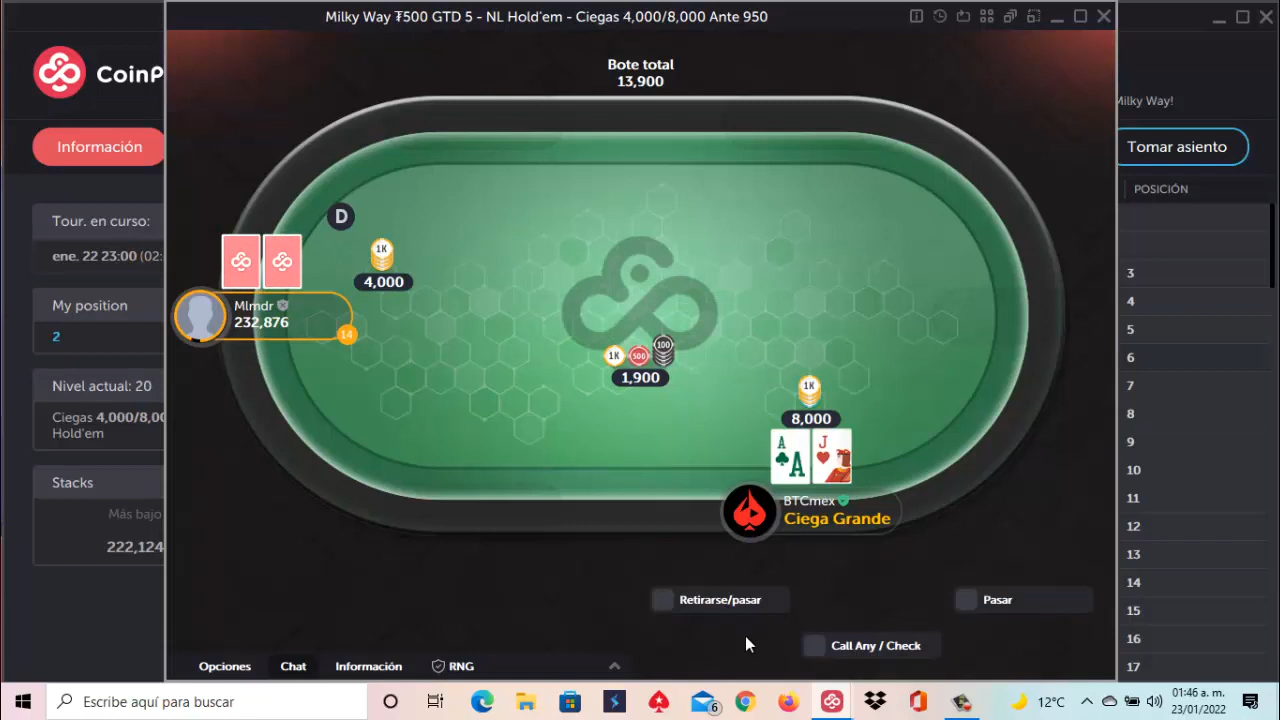 Milky Way ₮500 GTD 5 - NL Hold'em - Ciegas 4,000/8,000 Ante 950
CoinP
Información
Tour. en curso:
ene. 22 23:00 (02:
My position
2
Nivel actual: 20
Ciegas 4,000/8,00
Hold'em
Stacks
Más bajo
222,124
Bote total
13,900
D
1K
4,000
Mlmdr
232,876
14
1K
500
100
1,900
1K
8,000
A
A
J
BTCmex
Ciega Grande
Retirarse/pasar
Pasar
Call Any / Check
Opciones
Chat
Información
RNG
Milky Way!
Tomar asiento
POSICIÓN
3
4
5
6
7
8
9
10
11
12
13
14
15
16
17
Escribe aquí para buscar
6
12°C
01:46 a. m.
23/01/2022